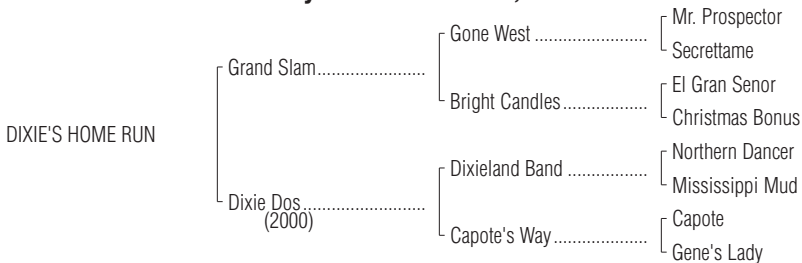 Mr. Prospector
Gone West ........................
Secrettame
Grand Slam.......................
El Gran Senor
Bright Candles..................
Christmas Bonus
DIXIE'S HOME RUN
Northern Dancer
Dixieland Band .................
Mississippi Mud
Dixie Dos..........................
(2000)
Capote
Capote's Way....................
Gene's Lady